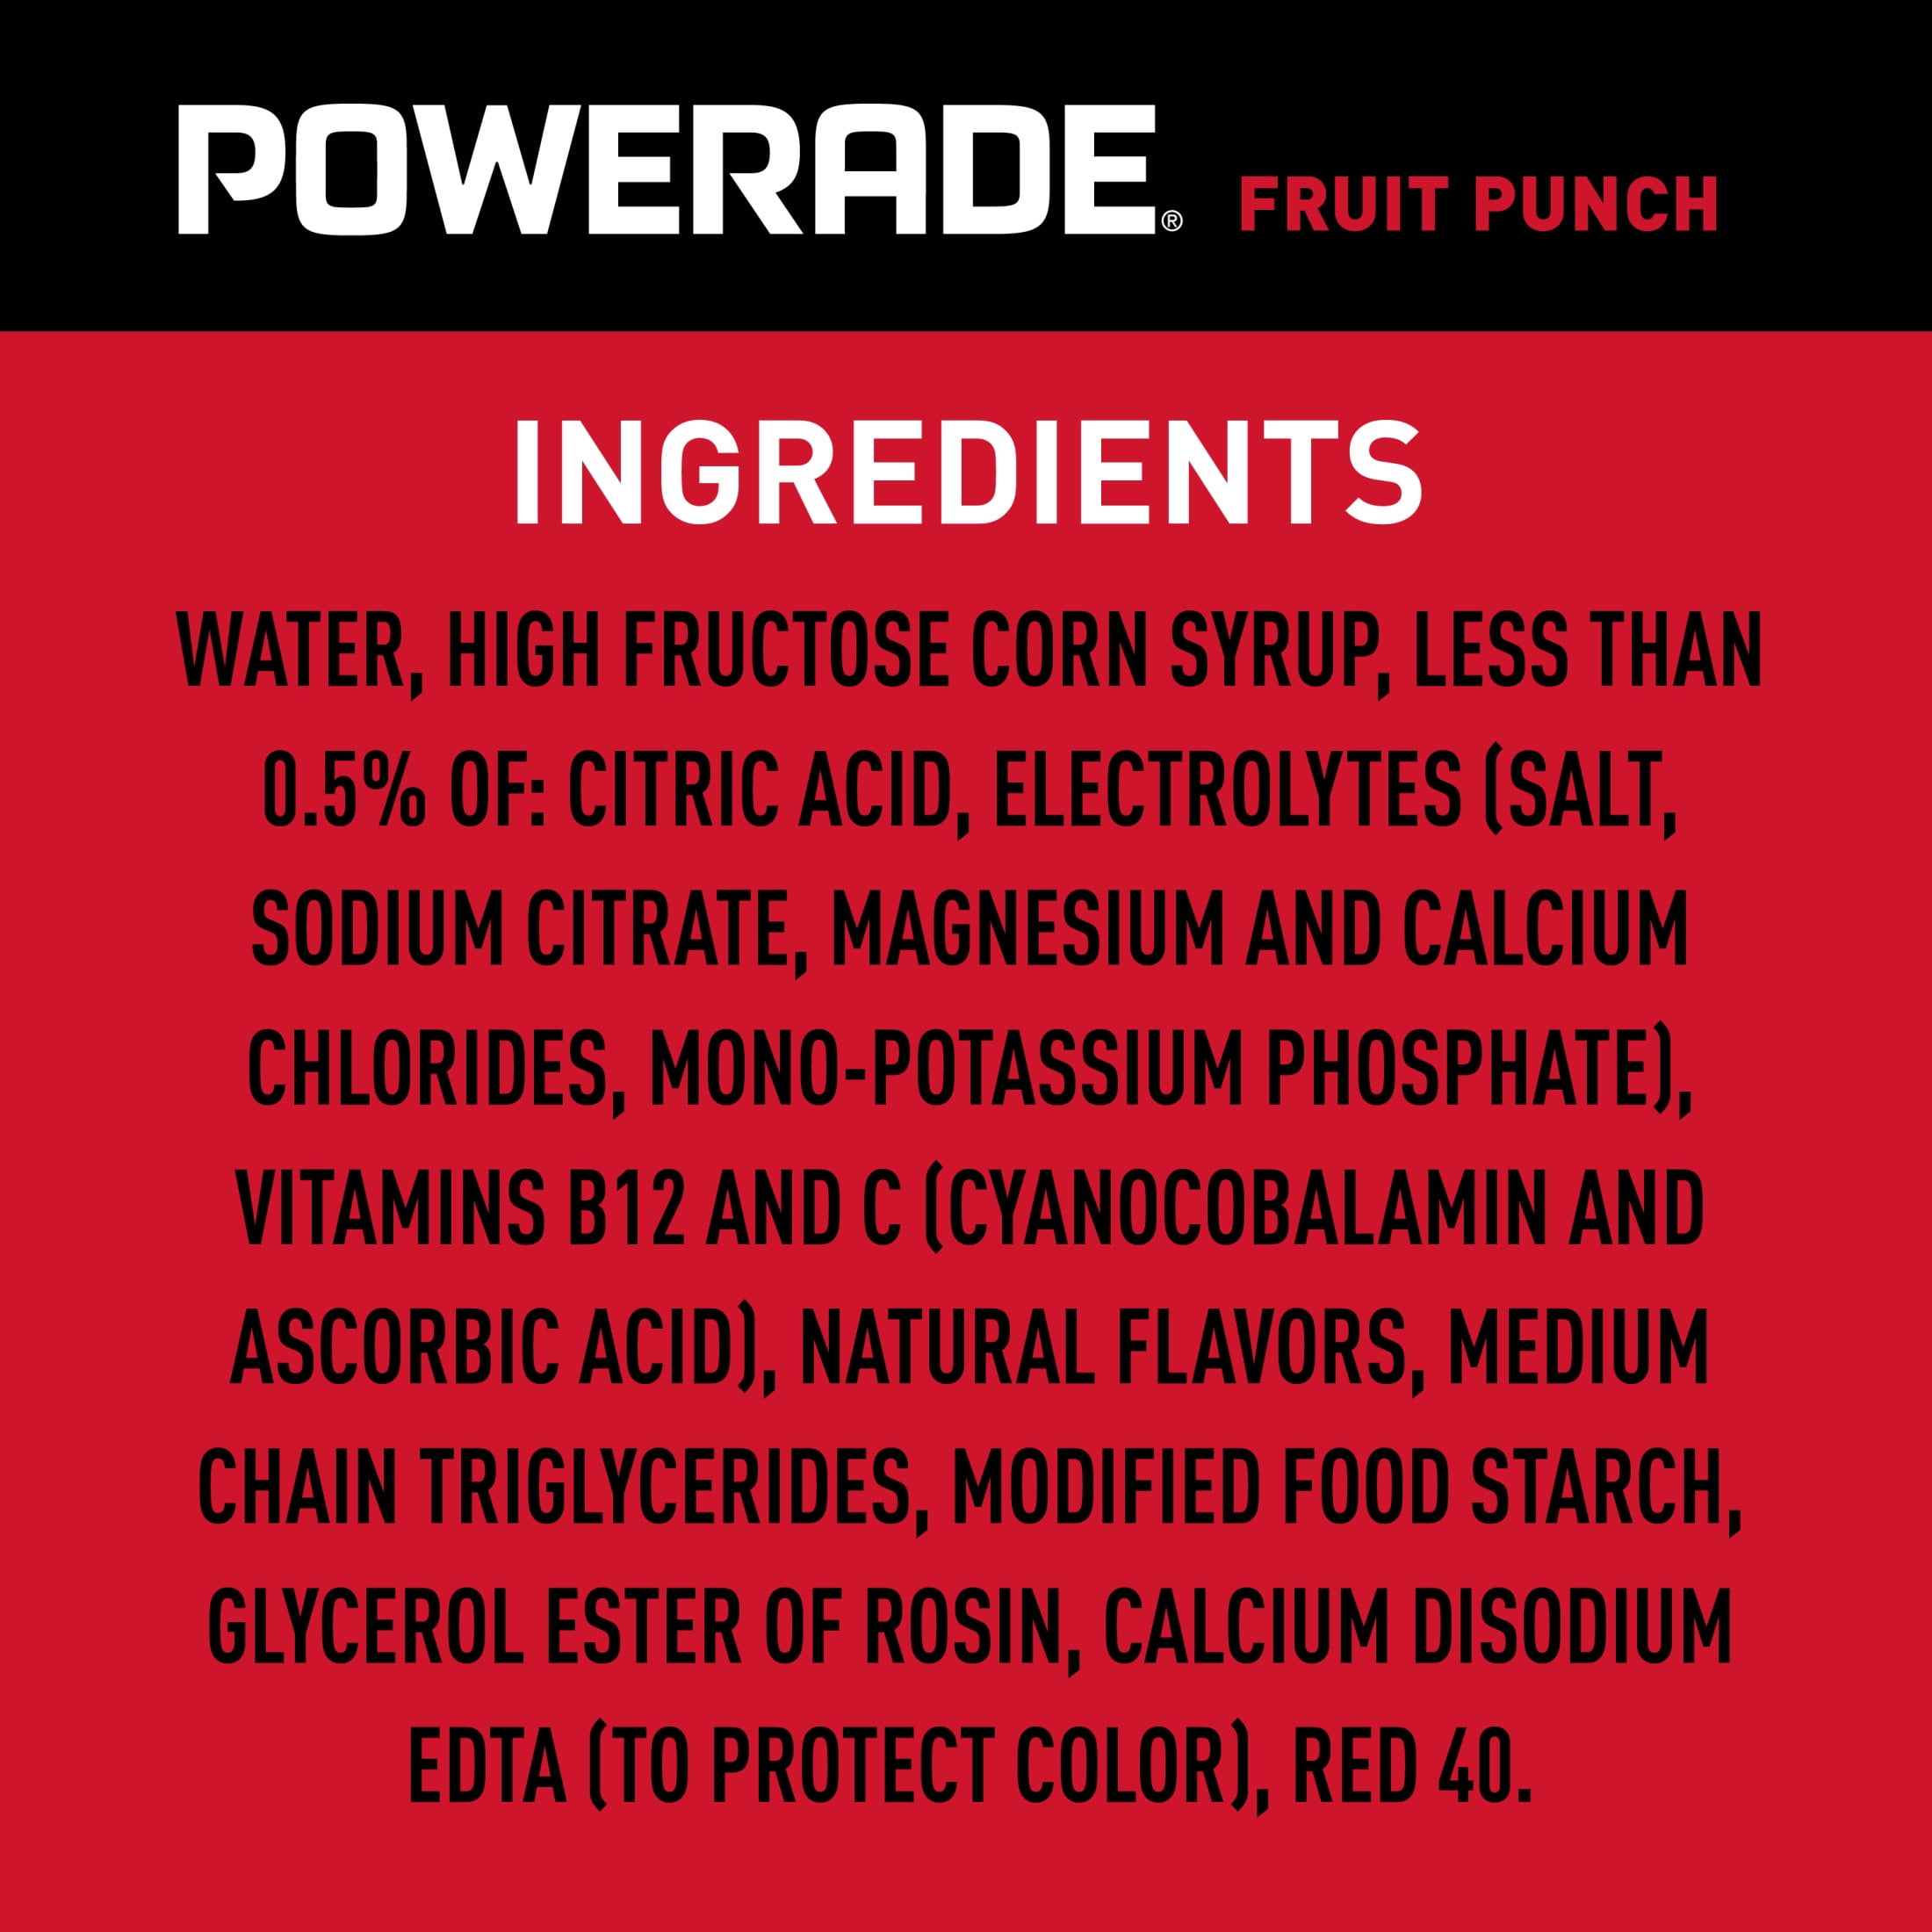 POWERADE® FRUIT PUNCH
INGREDIENTS
WATER, HIGH FRUCTOSE CORN SYRUP, LESS THAN
0.5% OF: CITRIC ACID, ELECTROLYTES (SALT,
SODIUM CITRATE, MAGNESIUM AND CALCIUM
CHLORIDES, MONO-POTASSIUM PHOSPHATE),
VITAMINS B12 AND C (CYANOCOBALAMIN AND
ASCORBIC ACID), NATURAL FLAVORS, MEDIUM
CHAIN TRIGLYCERIDES, MODIFIED FOOD STARCH,
GLYCEROL ESTER OF ROSIN, CALCIUM DISODIUM
EDTA (TO PROTECT COLOR), RED 40.